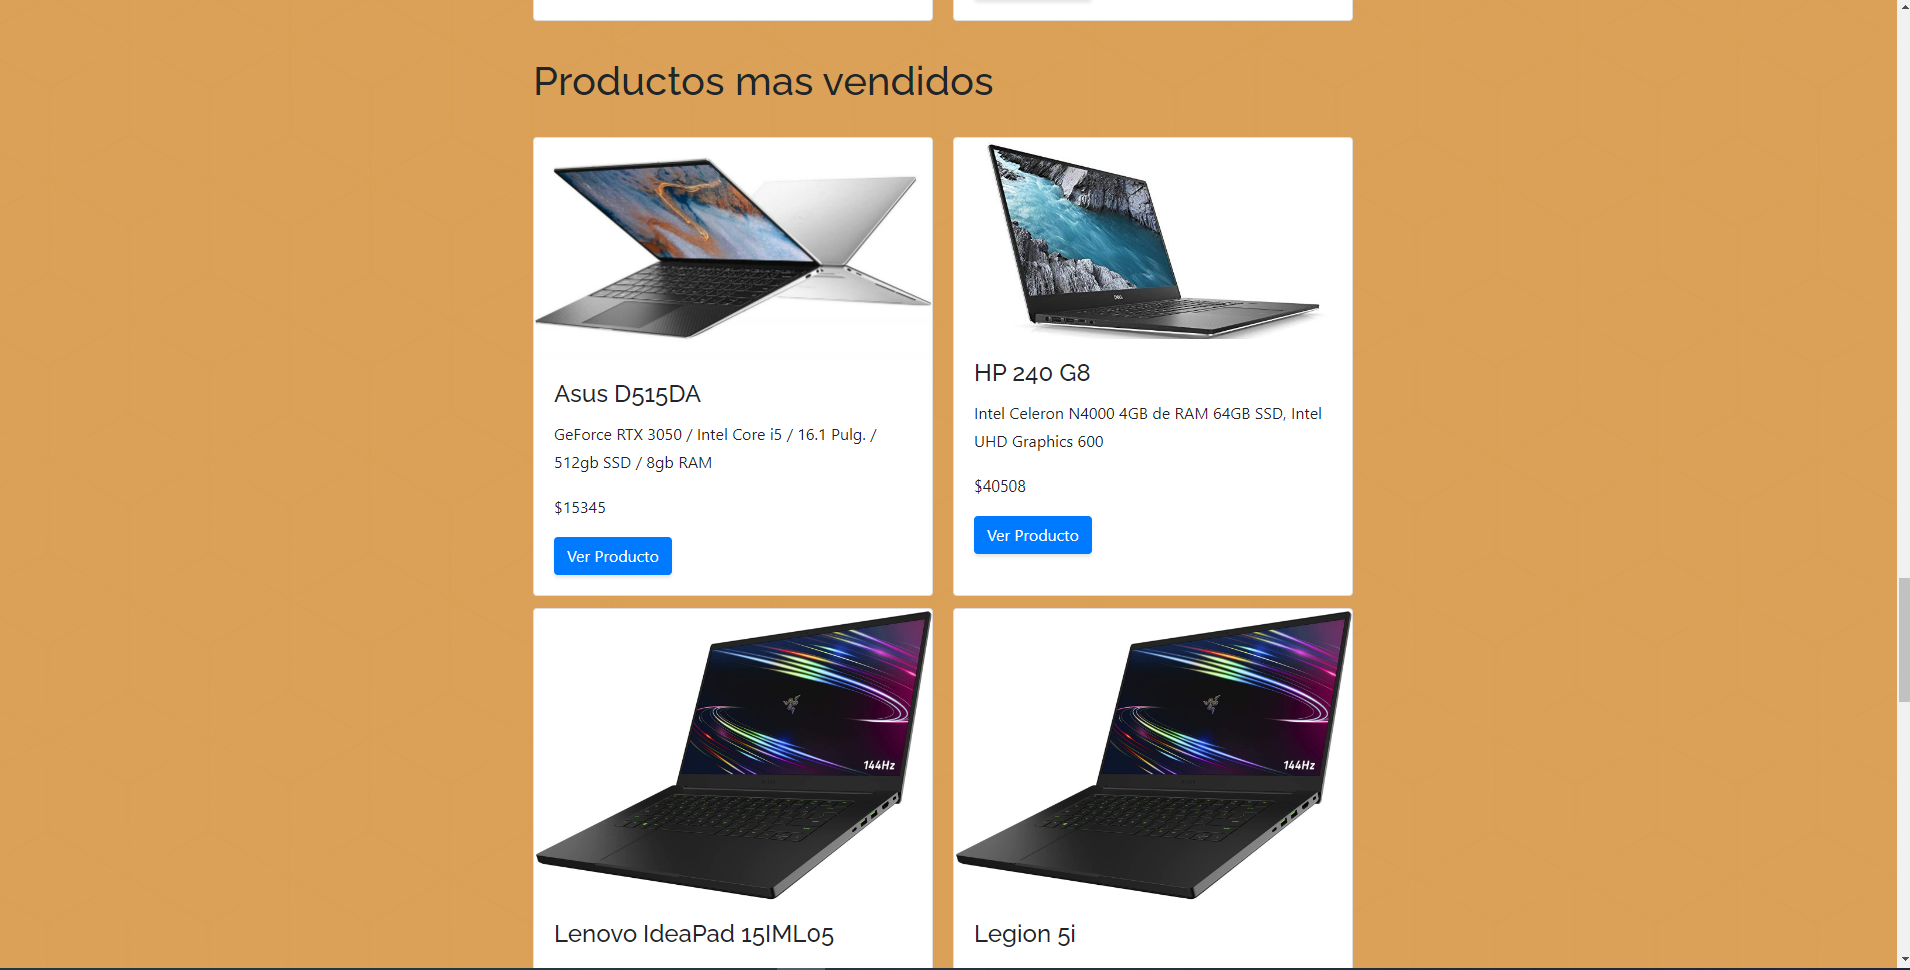 Productos mas vendidos
Asus D515DA
GeForce RTX 3050 / Intel Core i5 / 16.1 Pulg. /
512gb SSD / 8gb RAM
$15345
Ver Producto
DELL
HP 240 G8
Intel Celeron N4000 4GB de RAM 64GB SSD, Intel
UHD Graphics 600
$40508
Ver Producto
144Hz
Lenovo IdeaPad 15IML05
144Hz
Legion 5i